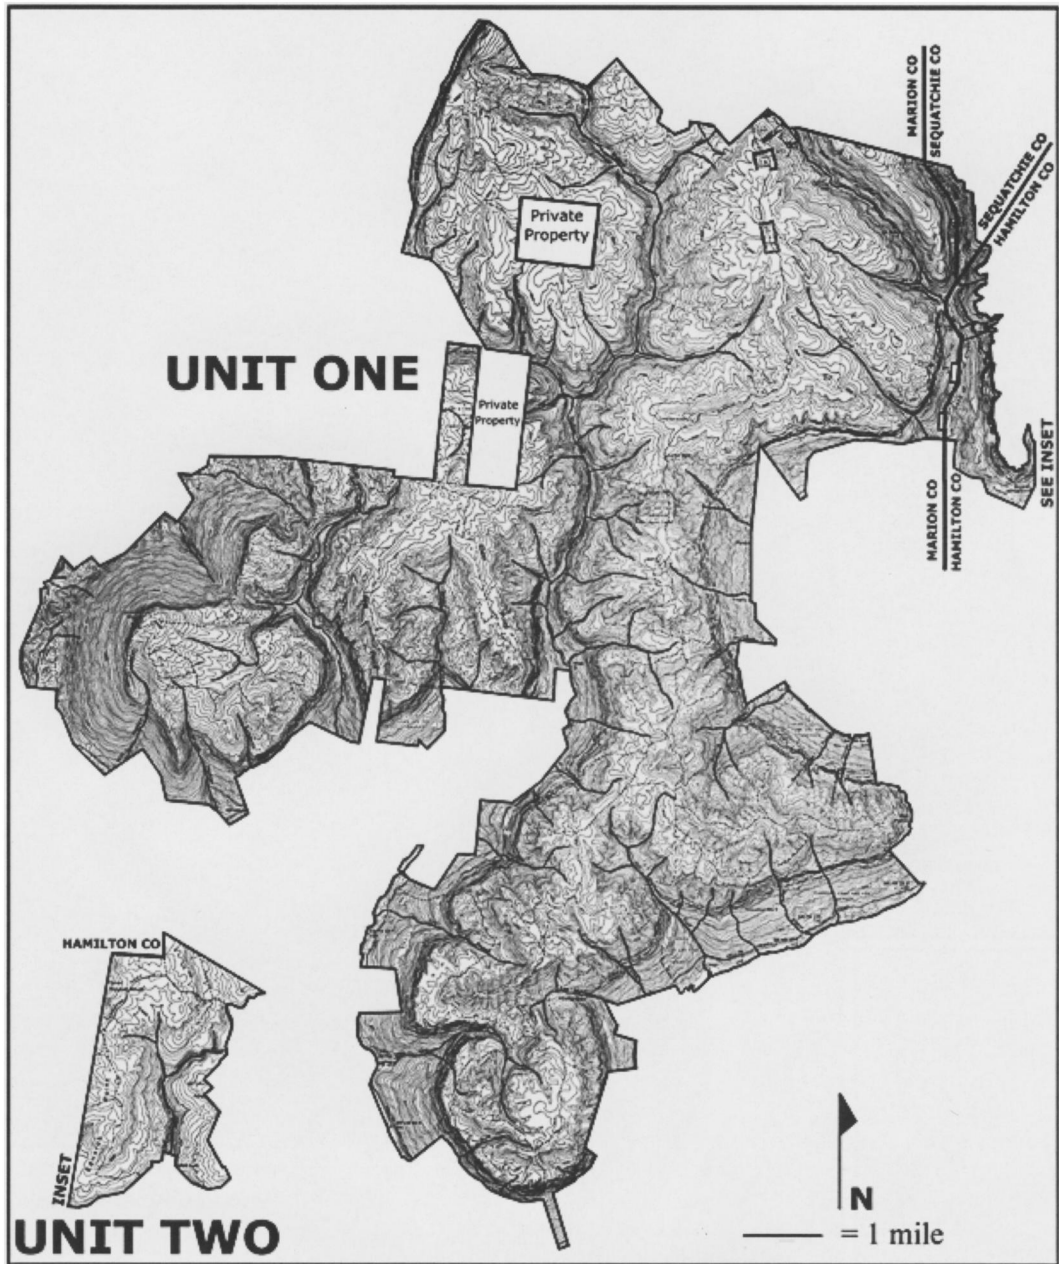 MARION CO
SEQUATCHIE CO
SEQUATCHIE CO
HAMILTON CO
Private
Property
UNIT ONE
Private
Property
SEE INSET
MARION CO
HAMILTON CO
HAMILTON CO
INSET
UNIT TWO
N
= 1 mile